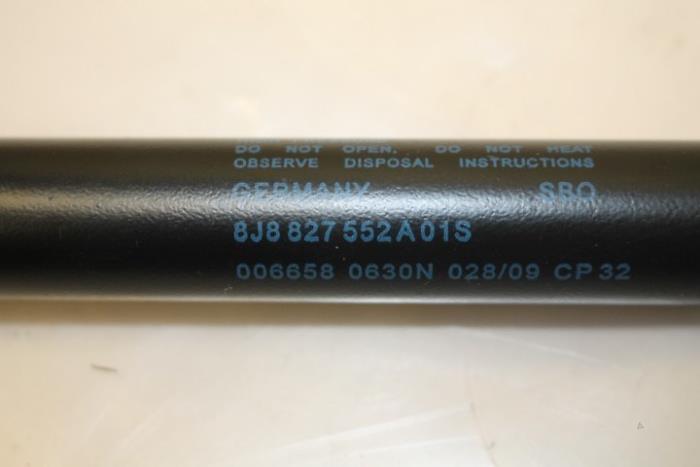 DO NOT OPEN. DO NOT HEAT
OBSERVE DISPOSAL INSTRUCTIONS
GERMANY SBO
8J8 827 552A 01S
006658 0630N 028/09 CP 32